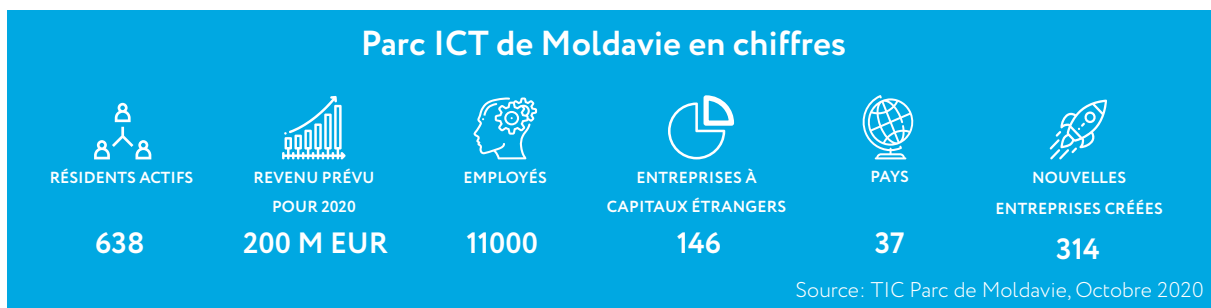 Parc ICT de Moldavie en chiffres
RÉSIDENTS ACTIFS
638
REVENU PRÉVU
POUR 2020
200 M EUR
EMPLOYÉS
11000
ENTREPRISES À
CAPITAUX ÉTRANGERS
146
PAYS
37
NOUVELLES
ENTREPRISES CRÉÉES
314
Source: TIC Parc de Moldavie, Octobre 2020